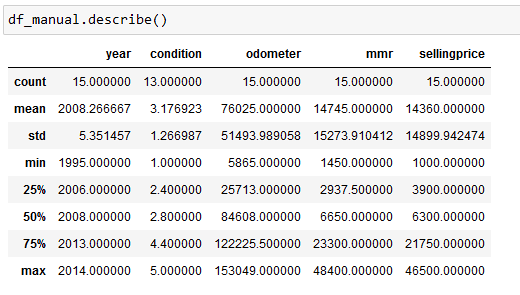 df_manual.describe()
year condition odometer mmr sellingprice
count 15.000000 13.000000 15.000000 15.000000 15.000000
mean 2008.266667 3.176923 76025.000000 14745.000000 14360.000000
std 5.351457 1.266987 51493.989058 15273.910412 14899.942474
min 1995.000000 1.000000 5865.000000 1450.000000 1000.000000
25% 2006.000000 2.400000 25713.000000 2937.500000 3900.000000
50% 2008.000000 2.800000 84608.000000 6650.000000 6300.000000
75% 2013.000000 4.400000 122225.500000 23300.000000 21750.000000
max 2014.000000 5.000000 153049.000000 48400.000000 46500.000000